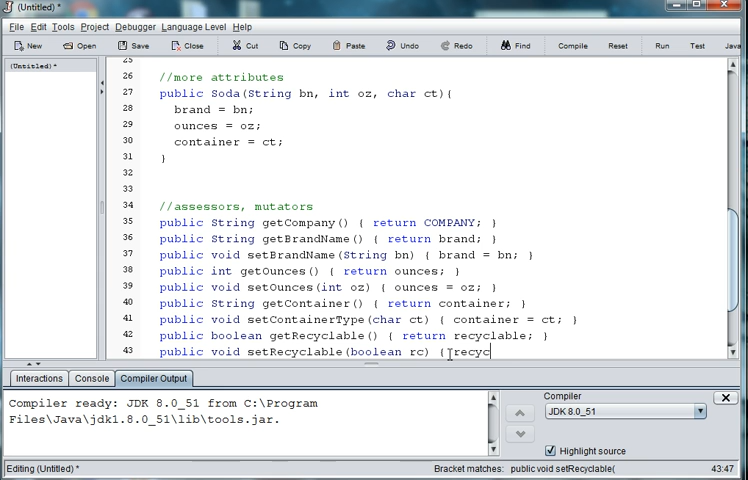 (Untitled) *
File Edit Tools Project Debugger Language Level Help
New Open Save Close Cut Copy Paste Undo Redo Find Compile Reset Run Test Java
(Untitled) *
25
26 //more attributes
27 public Soda(String bn, int oz, char ct){
28 brand = bn;
29 ounces = oz;
30 container = ct;
31 }
32
33
34 //assessors, mutators
35 public String getCompany() { return COMPANY; }
36 public String getBrandName() { return brand; }
37 public void setBrandName(String bn) { brand = bn; }
38 public int getOunces() { return ounces; }
39 public void setOunces(int oz) { ounces = oz; }
40 public String getContainer() { return container; }
41 public void setContainerType(char ct) { container = ct; }
42 public boolean getRecyclable() { return recyclable; }
43 public void setRecyclable(boolean rc) { recyc
Interactions Console Compiler Output
Compiler ready: JDK 8.0_51 from C:\Program
Files\Java\jdk1.8.0_51\lib\tools.jar.
Compiler
JDK 8.0_51
Highlight source
Editing (Untitled) * Bracket matches: public void setRecyclable( 43:47